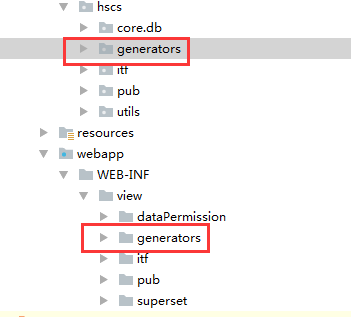 hscs
core.db
generators
itf
pub
utils
resources
webapp
WEB-INF
view
dataPermission
generators
itf
pub
superset